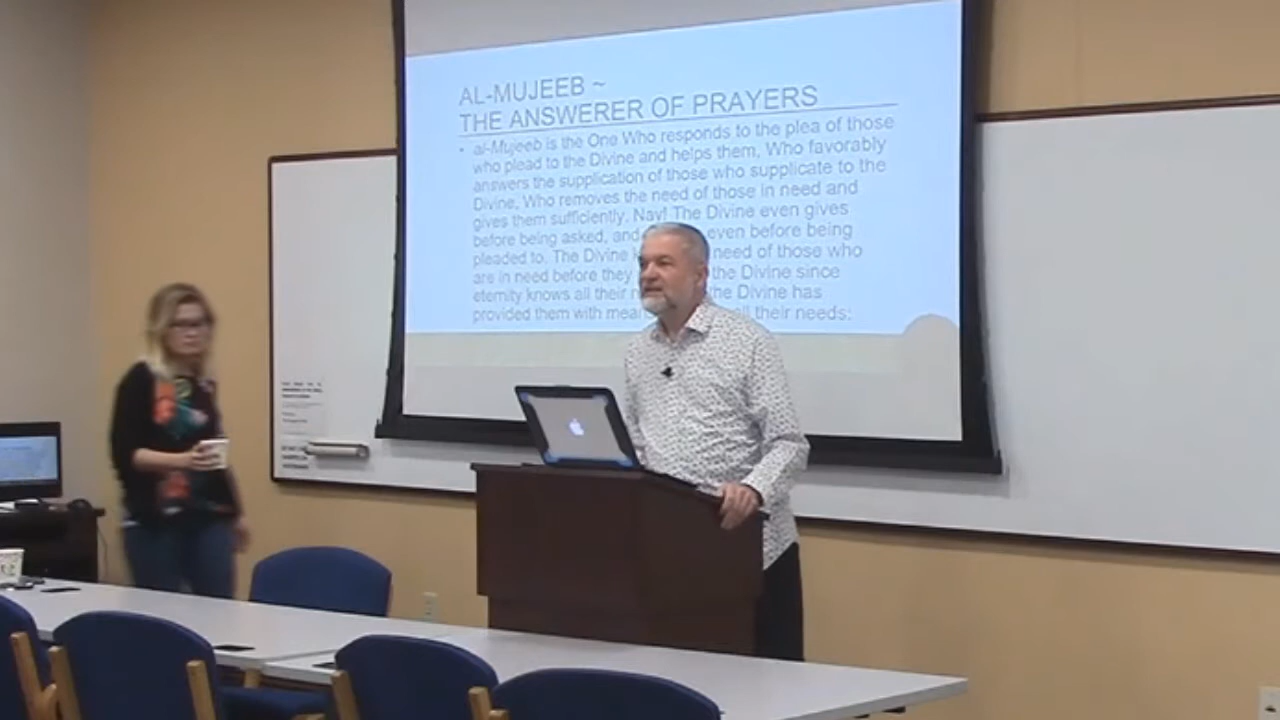 AL-MUJEEB ~
THE ANSWERER OF PRAYERS
• al-Mujeeb is the One Who responds to the plea of those
who plead to the Divine and helps them, Who favorably
answers the supplication of those who supplicate to the
Divine, Who removes the need of those in need and
gives them sufficiently. Nay! The Divine even gives
before being asked, and even before being
pleaded to. The Divine need of those who
are in need before they the Divine since
eternity knows all their he Divine has
provided them with all their needs: